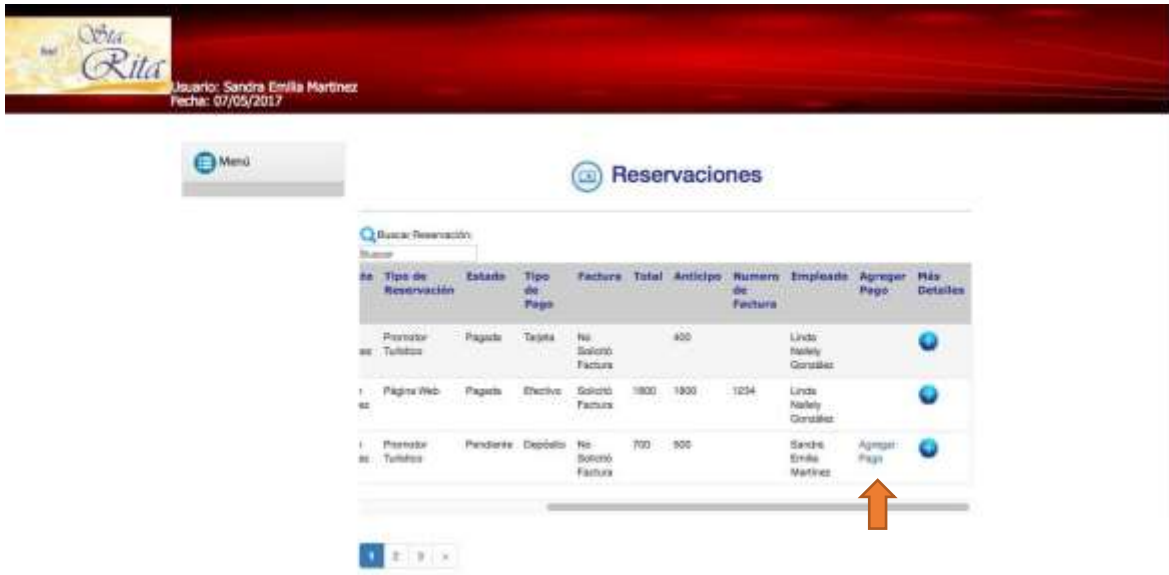 Sta
Rita
Usuario: Sandra Emilia Martinez
Fecha: 07/05/2017
Menú
Reservaciones
Buscar Reservación:
Buscar
Tipo de Reservación Estado Tipo de Pago Factura Total Anticipo Numero de Factura Empleado Agregar Pago Más Detalles
Promotor Turístico Pagada Tarjeta No Solicitó Factura 400 Linda Nallely González
Página Web Pagada Efectivo Solicitó Factura 1800 1800 1234 Linda Nallely González
Promotor Turístico Pendiente Depósito No Solicitó Factura 700 500 Sandra Emilia Martínez Agregar Pago
1 2 3 »